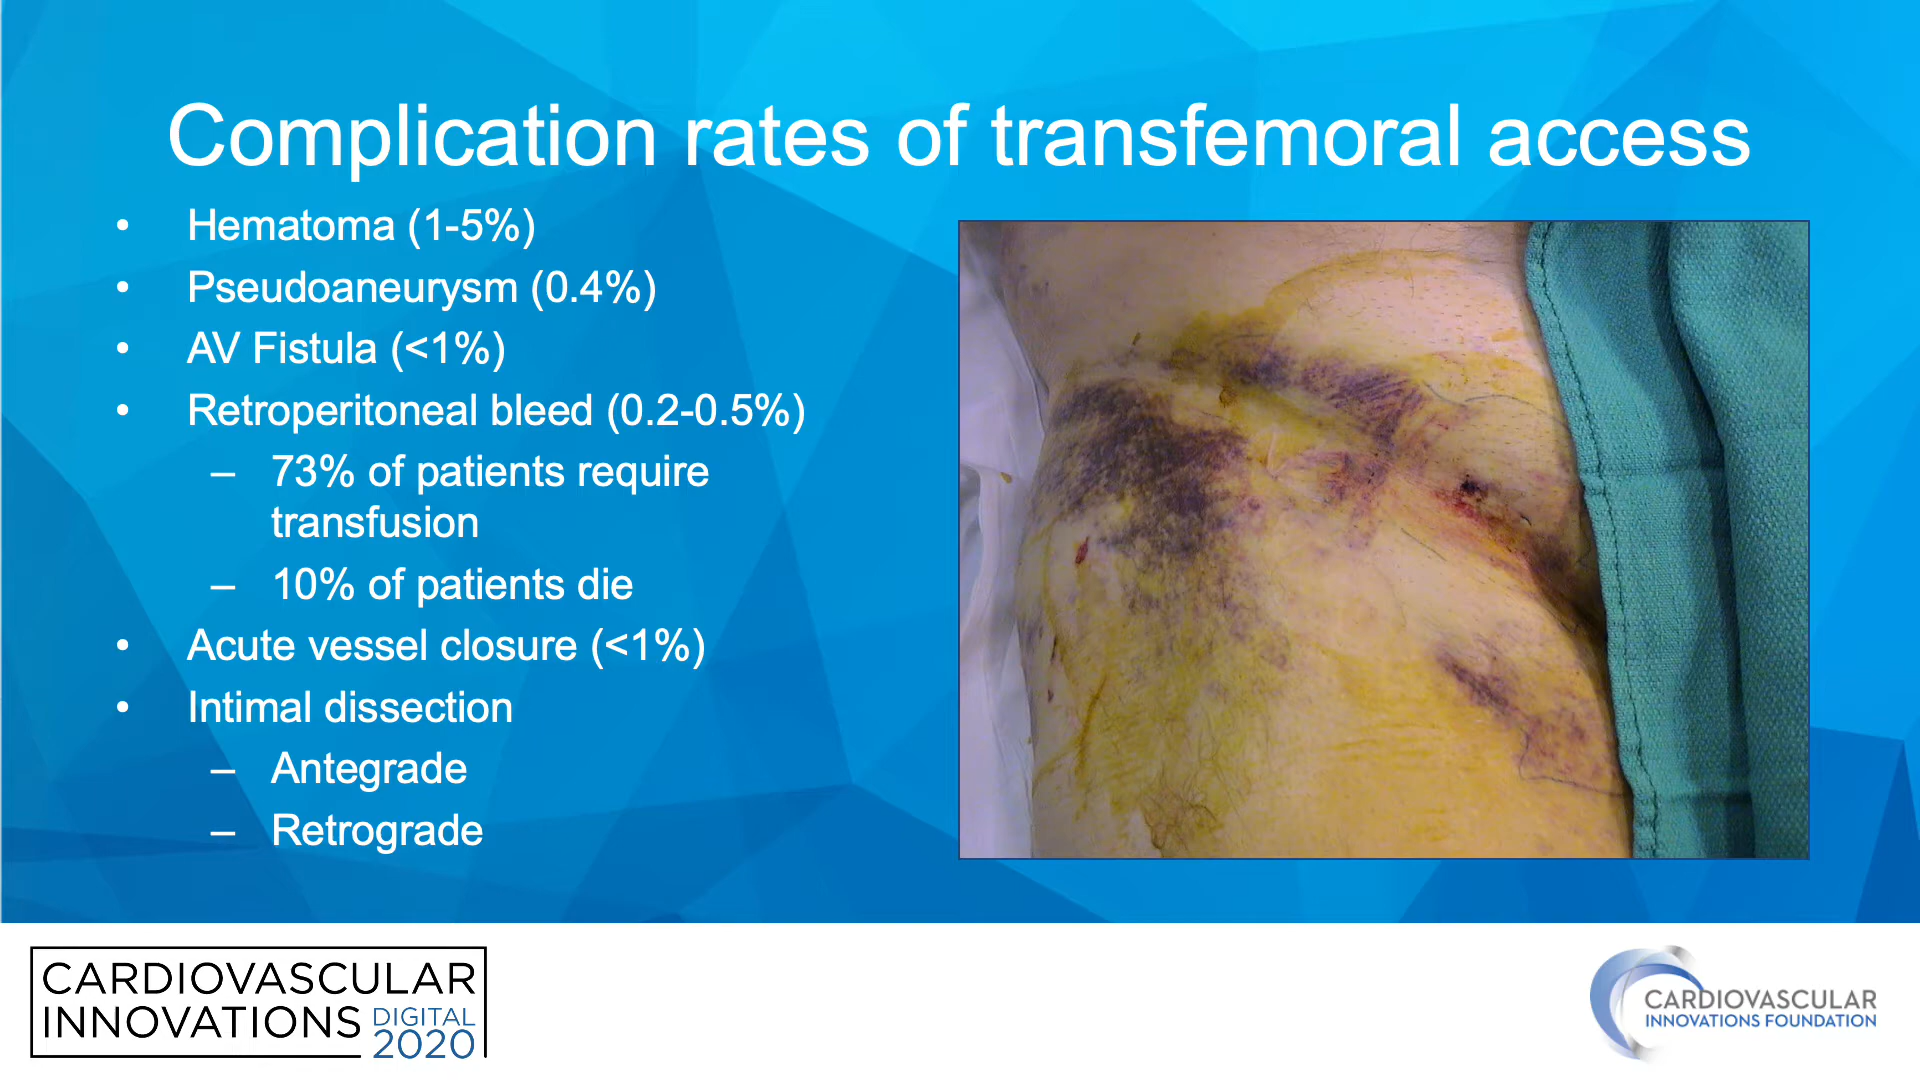 Complication rates of transfemoral access
• Hematoma (1-5%)
• Pseudoaneurysm (0.4%)
• AV Fistula (<1%)
• Retroperitoneal bleed (0.2-0.5%)
– 73% of patients require
transfusion
– 10% of patients die
• Acute vessel closure (<1%)
• Intimal dissection
– Antegrade
– Retrograde
CARDIOVASCULAR
INNOVATIONS DIGITAL
2020
CARDIOVASCULAR
INNOVATIONS FOUNDATION